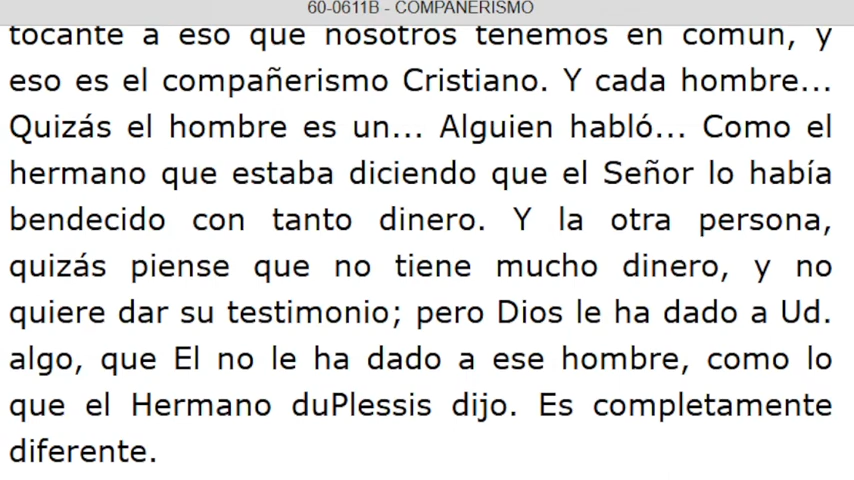 60-0611B - COMPAÑERISMO
tocante a eso que nosotros tenemos en común, y
eso es el compañerismo Cristiano. Y cada hombre...
Quizás el hombre es un... Alguien habló... Como el
hermano que estaba diciendo que el Señor lo había
bendecido con tanto dinero. Y la otra persona,
quizás piense que no tiene mucho dinero, y no
quiere dar su testimonio; pero Dios le ha dado a Ud.
algo, que El no le ha dado a ese hombre, como lo
que el Hermano duPlessis dijo. Es completamente
diferente.